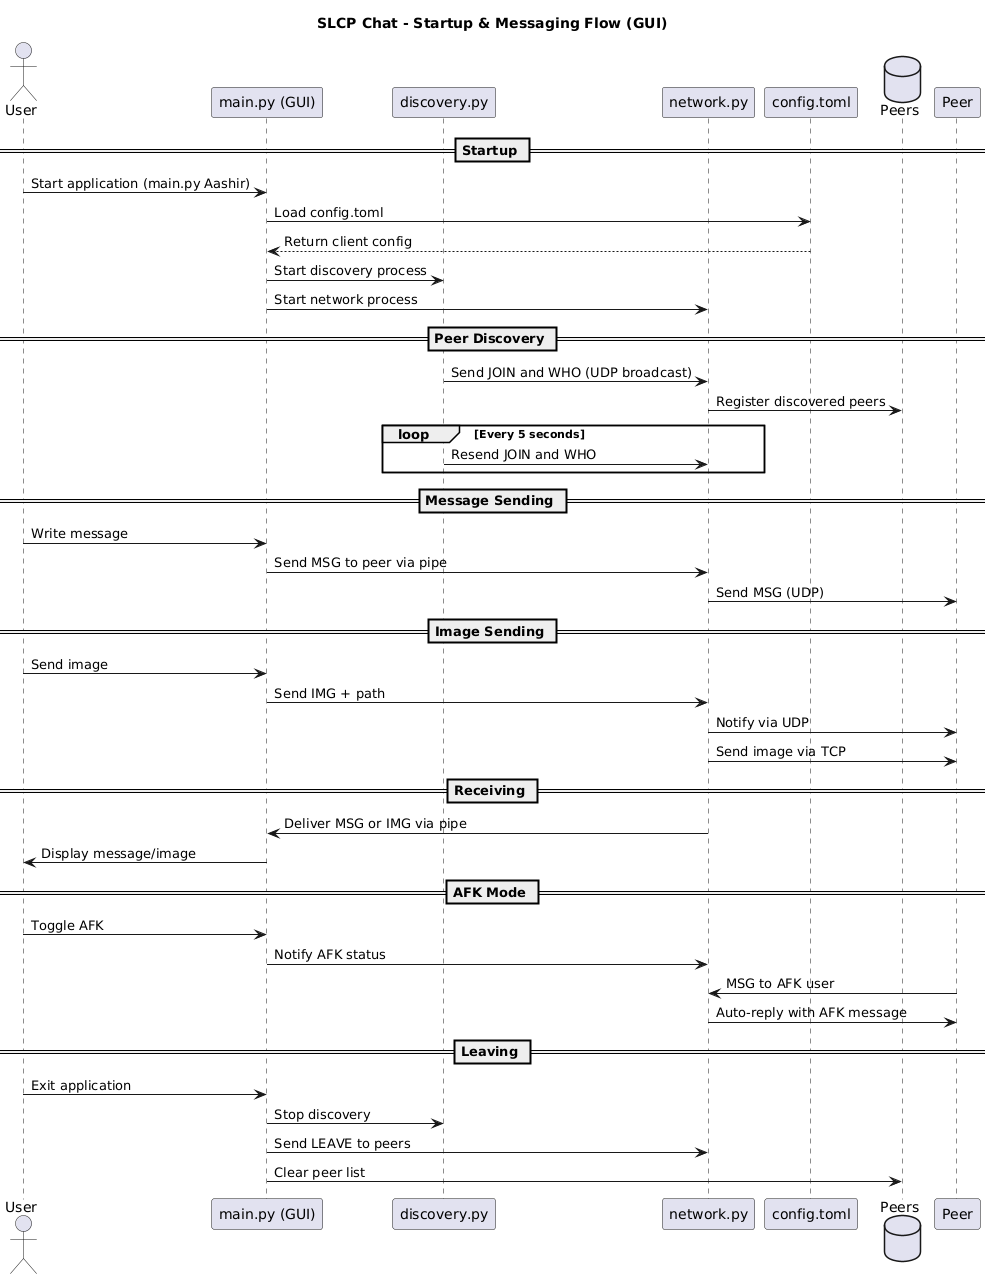 SLCP Chat - Startup & Messaging Flow (GUI)
User
main.py (GUI)
discovery.py
network.py
config.toml
Peers
Peer
Startup
Start application (main.py Aashir)
Load config.toml
Return client config
Start discovery process
Start network process
Peer Discovery
Send JOIN and WHO (UDP broadcast)
Register discovered peers
loop [Every 5 seconds]
Resend JOIN and WHO
Message Sending
Write message
Send MSG to peer via pipe
Send MSG (UDP)
Image Sending
Send image
Send IMG + path
Notify via UDP
Send image via TCP
Receiving
Deliver MSG or IMG via pipe
Display message/image
AFK Mode
Toggle AFK
Notify AFK status
MSG to AFK user
Auto-reply with AFK message
Leaving
Exit application
Stop discovery
Send LEAVE to peers
Clear peer list
User
main.py (GUI)
discovery.py
network.py
config.toml
Peers
Peer